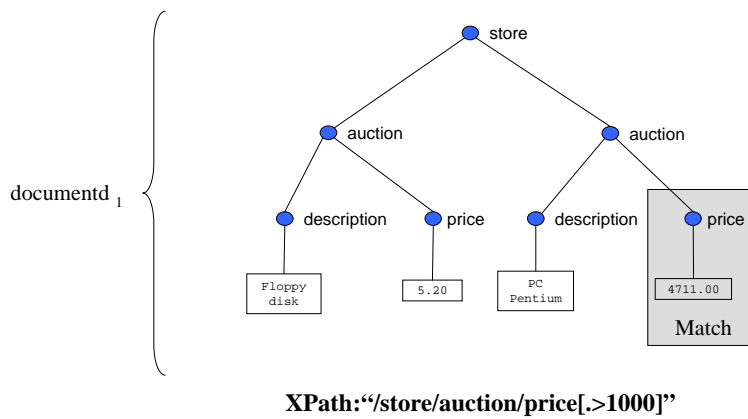 store
auction
auction
documentd 1
description
price
description
price
Floppy
disk
5.20
PC
Pentium
4711.00
Match
XPath:“/store/auction/price[.>1000]”